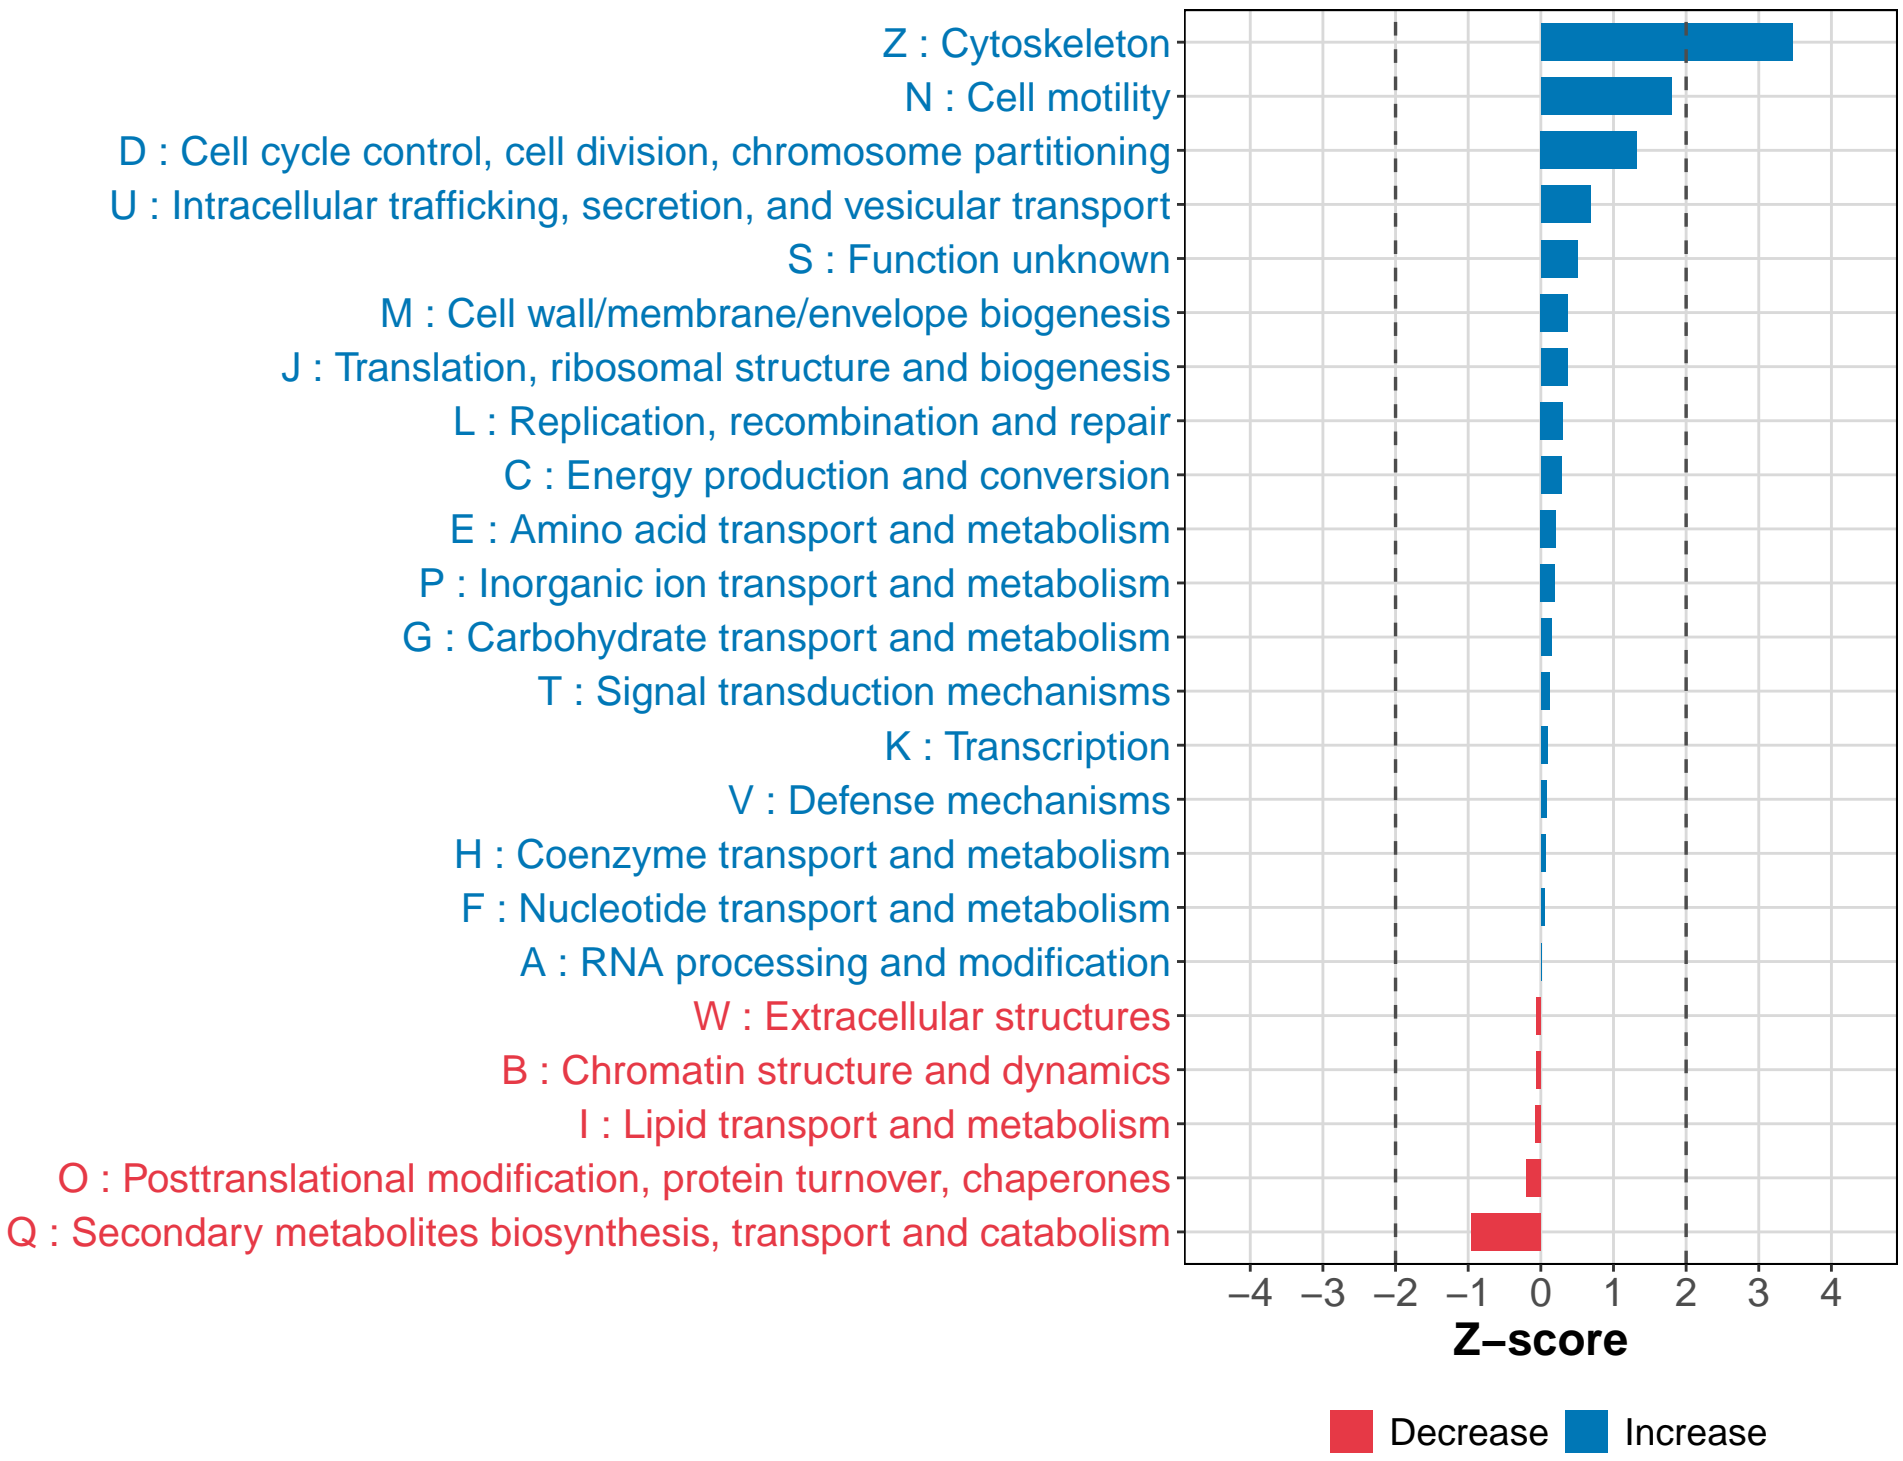 Z : Cytoskeleton
N : Cell motility
D : Cell cycle control, cell division, chromosome partitioning
U : Intracellular trafficking, secretion, and vesicular transport
S : Function unknown
M : Cell wall/membrane/envelope biogenesis
J : Translation, ribosomal structure and biogenesis
L : Replication, recombination and repair
C : Energy production and conversion
E : Amino acid transport and metabolism
P : Inorganic ion transport and metabolism
G : Carbohydrate transport and metabolism
T : Signal transduction mechanisms
K : Transcription
V : Defense mechanisms
H : Coenzyme transport and metabolism
F : Nucleotide transport and metabolism
A : RNA processing and modification
W : Extracellular structures
B : Chromatin structure and dynamics
I : Lipid transport and metabolism
O : Posttranslational modification, protein turnover, chaperones
Q : Secondary metabolites biosynthesis, transport and catabolism
−4 −3 −2 −1 0 1 2 3 4
Z−score
Decrease Increase